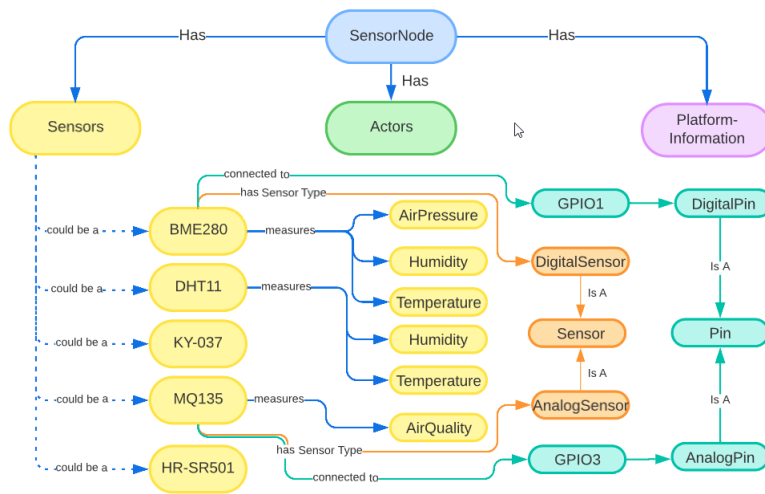 Has
SensorNode
Has
Has
Sensors
Actors
Platform-
Information
connected to
has Sensor Type
GPIO1
DigitalPin
could be a
BME280
measures
AirPressure
Humidity
DigitalSensor
Is A
could be a
DHT11
measures
Temperature
Is A
could be a
KY-037
Humidity
Sensor
Pin
Temperature
Is A
could be a
MQ135
measures
AirQuality
AnalogSensor
Is A
has Sensor Type
could be a
HR-SR501
connected to
GPIO3
AnalogPin